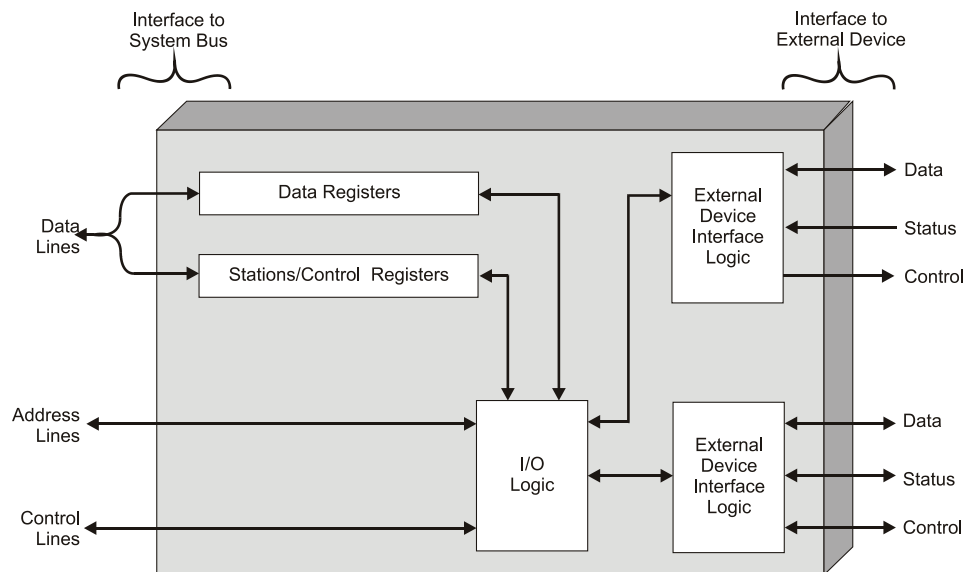 Interface to
System Bus
Interface to
External Device
Data Registers
Data
Lines
Stations/Control Registers
External
Device
Interface
Logic
Data
Status
Control
Address
Lines
I/O
Logic
Control
Lines
External
Device
Interface
Logic
Data
Status
Control